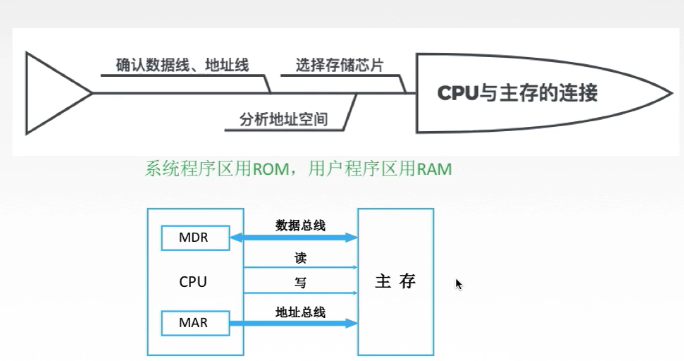 确认数据线、地址线
选择存储芯片
CPU与主存的连接
分析地址空间
系统程序区用ROM，用户程序区用RAM
数据总线
MDR
读
CPU
写
主 存
地址总线
MAR